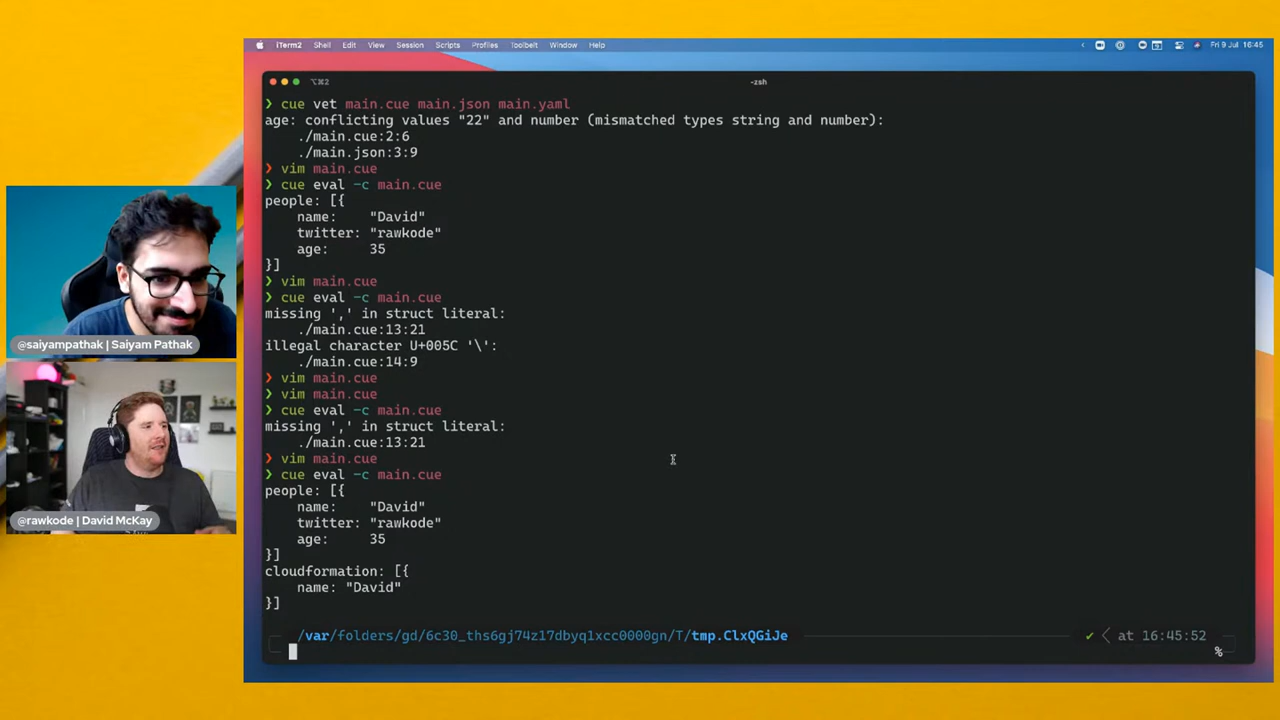 iTerm2 Shell Edit View Session Scripts Profiles Toolbelt Window Help
Fri 9 Jul 16:45
⌥⌘2
-zsh
❯ cue vet main.cue main.json main.yaml
age: conflicting values "22" and number (mismatched types string and number):
./main.cue:2:6
./main.json:3:9
❯ vim main.cue
❯ cue eval -c main.cue
people: [{
name: "David"
twitter: "rawkode"
age: 35
}]
❯ vim main.cue
❯ cue eval -c main.cue
missing ',' in struct literal:
./main.cue:13:21
illegal character U+005C '\':
./main.cue:14:9
❯ vim main.cue
❯ vim main.cue
❯ cue eval -c main.cue
missing ',' in struct literal:
./main.cue:13:21
❯ vim main.cue
❯ cue eval -c main.cue
people: [{
name: "David"
twitter: "rawkode"
age: 35
}]
cloudformation: [{
name: "David"
}]
/var/folders/gd/6c30_ths6gj74z17dbyq1xcc0000gn/T/tmp.ClxQGiJe
✔ at 16:45:52
%
@saiyampathak | Saiyam Pathak
@rawkode | David McKay